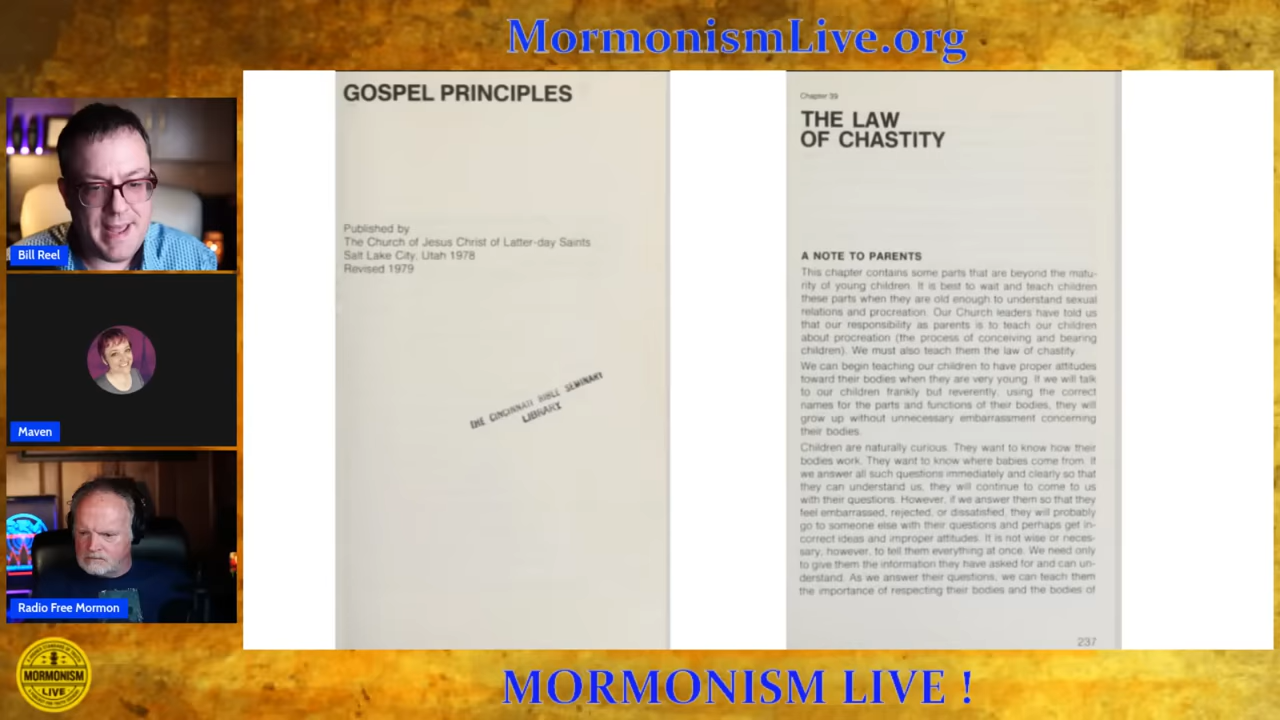 MormonismLive.org
Bill Reel
Maven
Radio Free Mormon
GOSPEL PRINCIPLES
Published by
The Church of Jesus Christ of Latter-day Saints
Salt Lake City, Utah 1978
Revised 1979
THE CINCINNATI BIBLE SEMINARY
LIBRARY
Chapter 39
THE LAW
OF CHASTITY
A NOTE TO PARENTS
This chapter contains some parts that are beyond the matu-
rity of young children. It is best to wait and teach children
these parts when they are old enough to understand sexual
relations and procreation. Our Church leaders have told us
that our responsibility as parents is to teach our children
about procreation (the process of conceiving and bearing
children). We must also teach them the law of chastity.
We can begin teaching our children to have proper attitudes
toward their bodies when they are very young. If we will talk
to our children frankly but reverently, using the correct
names for the parts and functions of their bodies, they will
grow up without unnecessary embarrassment concerning
their bodies.
Children are naturally curious. They want to know how their
bodies work. They want to know where babies come from. If
we answer all such questions immediately and clearly so that
they can understand us, they will continue to come to us
with their questions. However, if we answer them so that they
feel embarrassed, rejected, or dissatisfied, they will probably
go to someone else with their questions and perhaps get in-
correct ideas and improper attitudes. It is not wise or neces-
sary, however, to tell them everything at once. We need only
to give them the information they have asked for and can un-
derstand. As we answer their questions, we can teach them
the importance of respecting their bodies and the bodies of
237
MORMONISM
LIVE
MORMONISM LIVE !